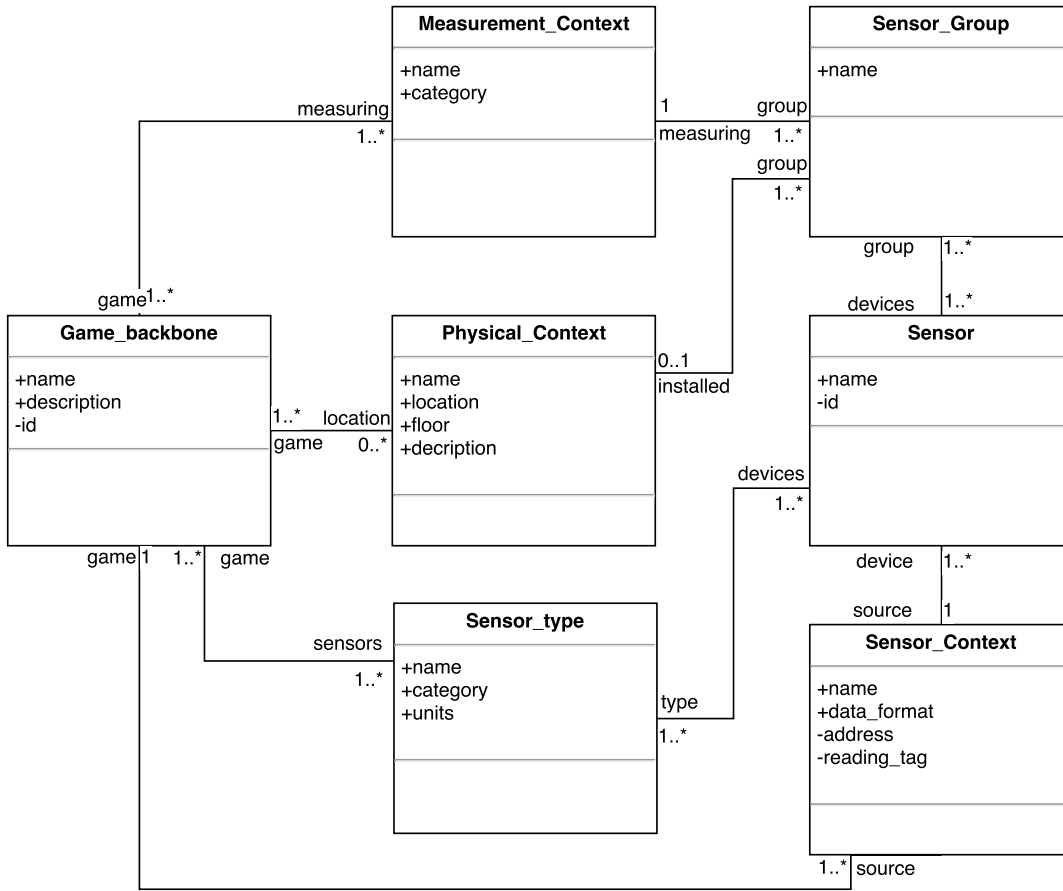 Measurement_Context
+name
+category
Sensor_Group
+name
measuring
1..*
1
measuring
group
1..*
group
1..*
game
1..*
group
1..*
devices
1..*
Game_backbone
+name
+description
-id
Physical_Context
+name
+location
+floor
+decription
Sensor
+name
-id
0..1
installed
1..*
game
location
0..*
devices
1..*
game
1
1..*
game
device
1..*
source
1
sensors
1..*
Sensor_type
+name
+category
+units
type
1..*
Sensor_Context
+name
+data_format
-address
-reading_tag
1..*
source